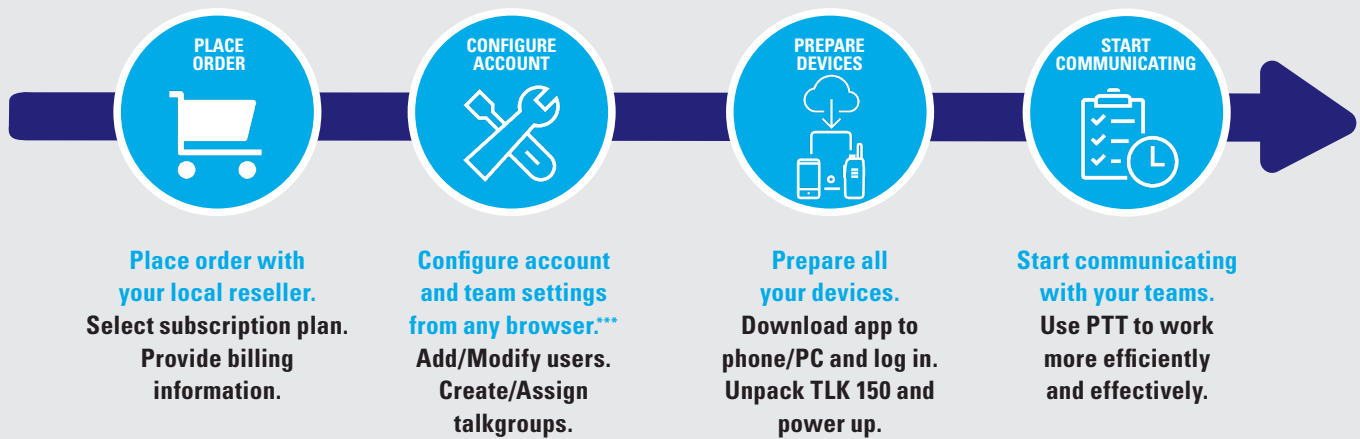 PLACE
ORDER
CONFIGURE
ACCOUNT
PREPARE
DEVICES
START
COMMUNICATING
Place order with
your local reseller.
Select subscription plan.
Provide billing
information.
Configure account
and team settings
from any browser.***
Add/Modify users.
Create/Assign
talkgroups.
Prepare all
your devices.
Download app to
phone/PC and log in.
Unpack TLK 150 and
power up.
Start communicating
with your teams.
Use PTT to work
more efficiently
and effectively.